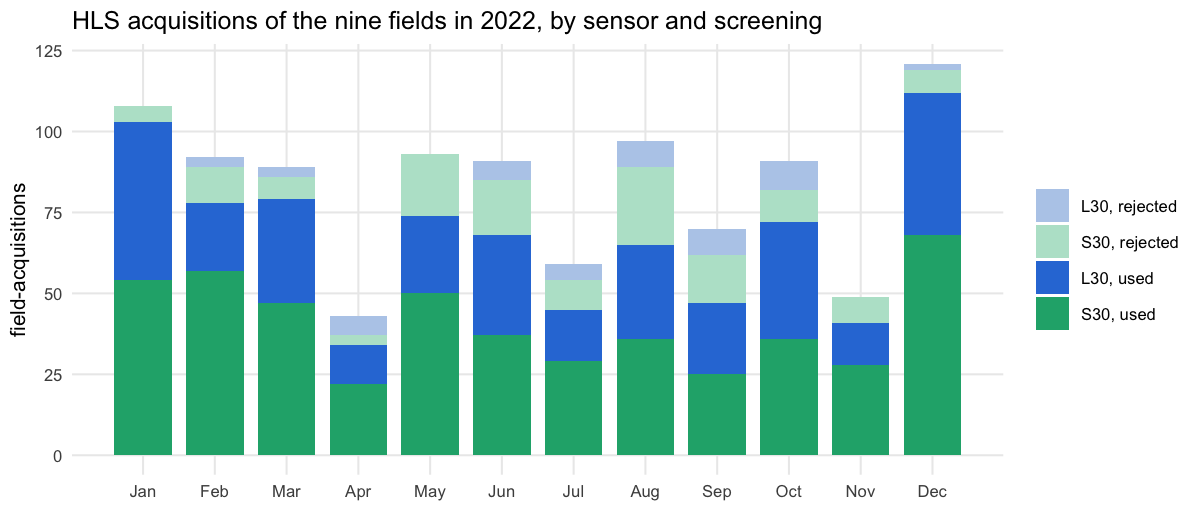 HLS acquisitions of the nine fields in 2022, by sensor and screening
field-acquisitions
125
100
75
50
25
0
Jan Feb Mar Apr May Jun Jul Aug Sep Oct Nov Dec
L30, rejected
S30, rejected
L30, used
S30, used